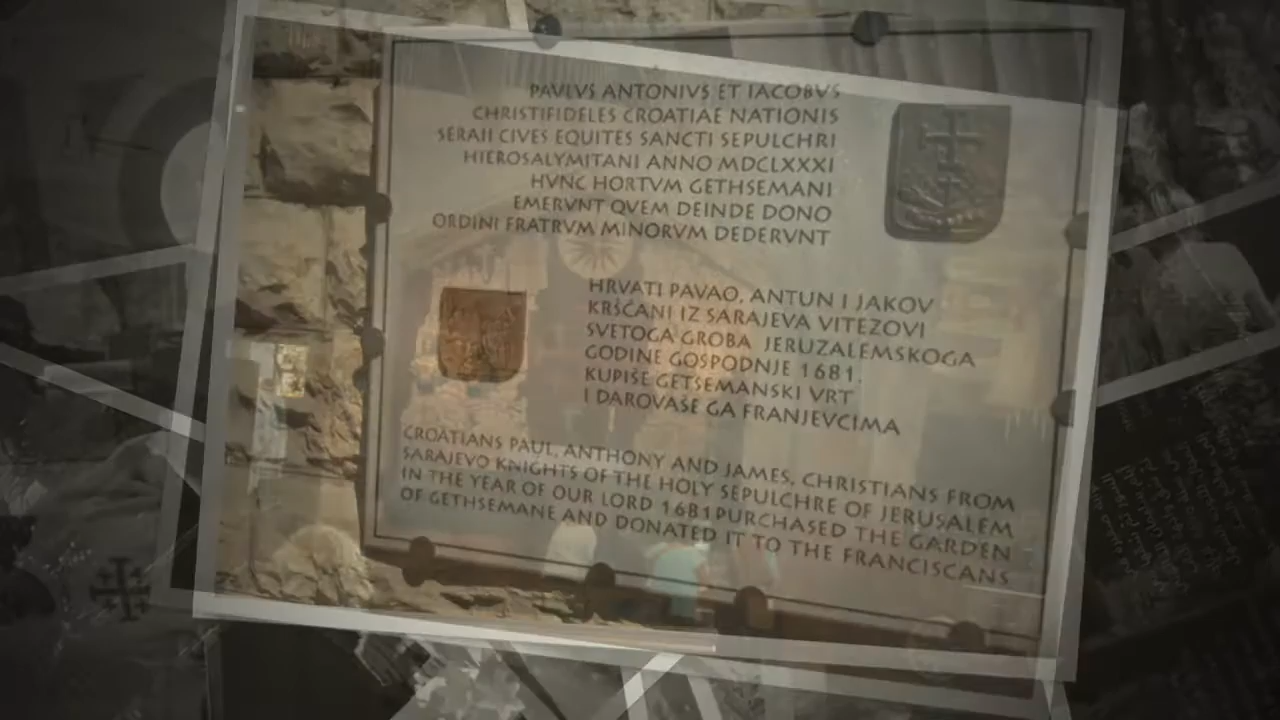 PAVLVS ANTONIVS ET IACOBVS
CHRISTIFIDELES CROATIAE NATIONIS
SERAII CIVES EQUITES SANCTI SEPULCHRI
HIEROSALYMITANI ANNO MDCLXXXI
HVNC HORTVM GETHSEMANI
EMERVNT QVEM DEINDE DONO
ORDINI FRATRVM MINORVM DEDERVNT
HRVATI PAVAO, ANTUN I JAKOV
KRŠĆANI IZ SARAJEVA VITEZOVI
SVETOGA GROBA JERUZALEMSKOGA
GODINE GOSPODNJE 1681.
KUPIŠE GETSEMANSKI VRT
I DAROVAŠE GA FRANJEVCIMA
CROATIANS PAUL, ANTHONY AND JAMES, CHRISTIANS FROM
SARAJEVO KNIGHTS OF THE HOLY SEPULCHRE OF JERUSALEM
IN THE YEAR OF OUR LORD 1681 PURCHASED THE GARDEN
OF GETHSEMANE AND DONATED IT TO THE FRANCISCANS